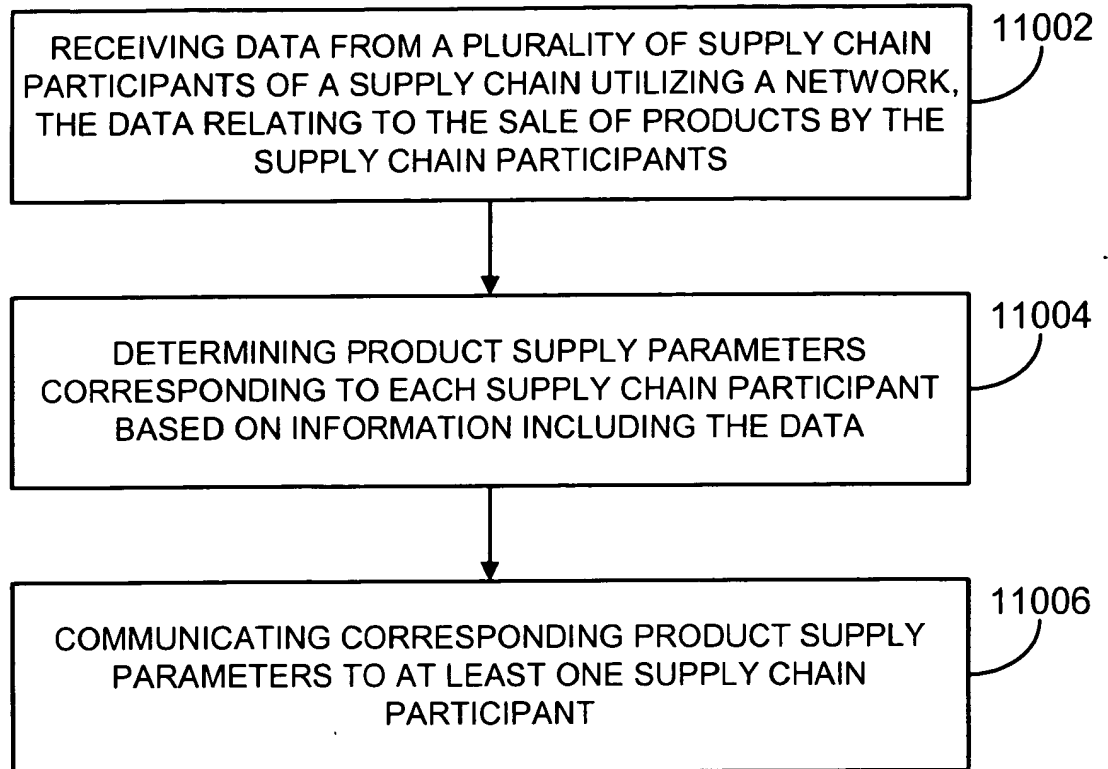 RECEIVING DATA FROM A PLURALITY OF SUPPLY CHAIN
PARTICIPANTS OF A SUPPLY CHAIN UTILIZING A NETWORK,
THE DATA RELATING TO THE SALE OF PRODUCTS BY THE
SUPPLY CHAIN PARTICIPANTS
11002
DETERMINING PRODUCT SUPPLY PARAMETERS
CORRESPONDING TO EACH SUPPLY CHAIN PARTICIPANT
BASED ON INFORMATION INCLUDING THE DATA
11004
COMMUNICATING CORRESPONDING PRODUCT SUPPLY
PARAMETERS TO AT LEAST ONE SUPPLY CHAIN
PARTICIPANT
11006